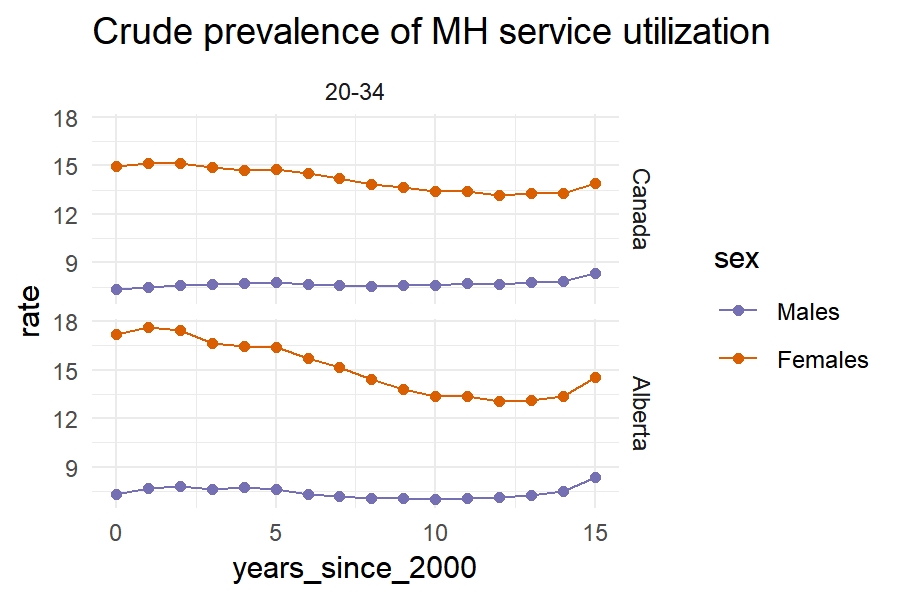 Crude prevalence of MH service utilization
20-34
18
15
12
9
Canada
18
15
12
9
Alberta
rate
0 5 10 15
years_since_2000
sex
Males
Females